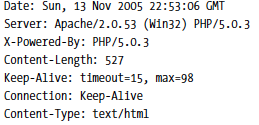 Date: Sun, 13 Nov 2005 22:53:06 GMT
Server: Apache/2.0.53 (Win32) PHP/5.0.3
X-Powered-By: PHP/5.0.3
Content-Length: 527
Keep-Alive: timeout=15, max=98
Connection: Keep-Alive
Content-Type: text/html